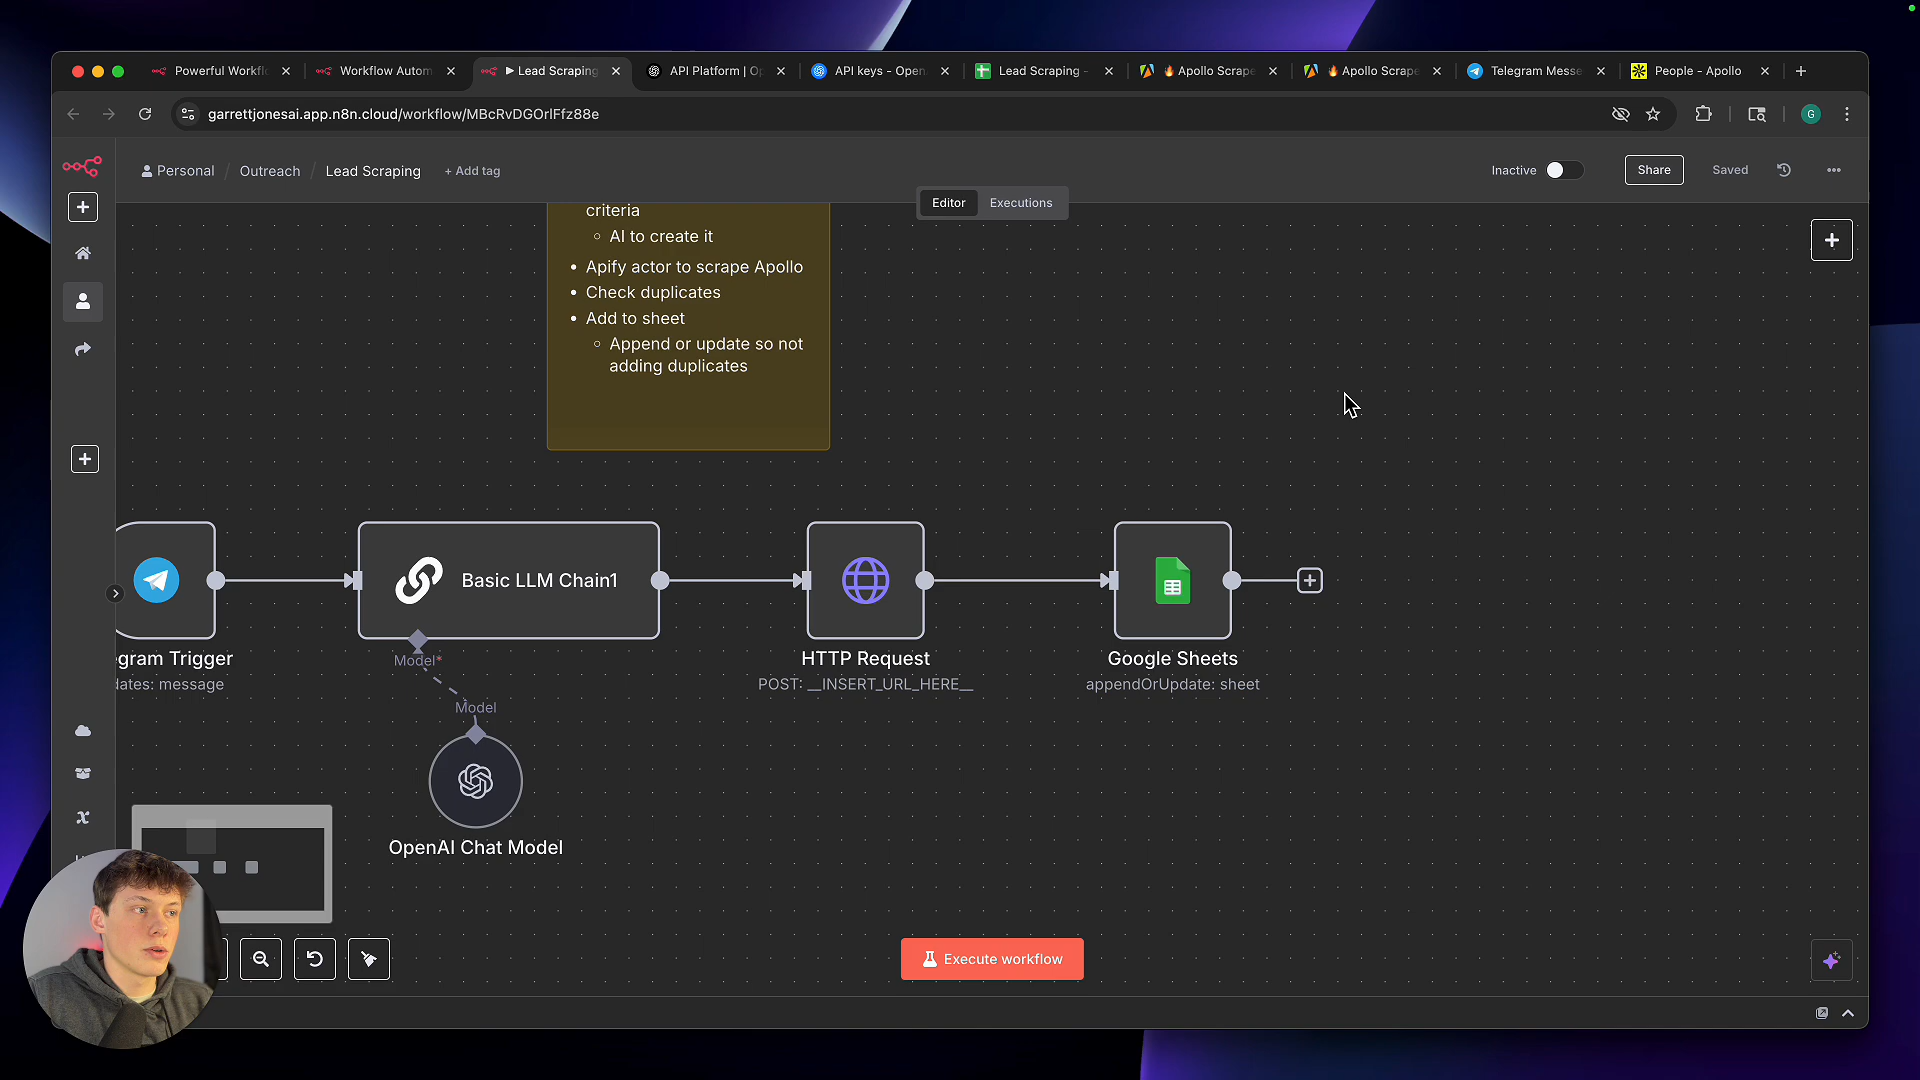 Powerful Workfl
Workflow Autom
▶ Lead Scraping
API Platform | O
API keys - Open
Lead Scraping -
🔥 Apollo Scrape
🔥 Apollo Scrape
Telegram Messe
People - Apollo
garrettjonesai.app.n8n.cloud/workflow/MBcRvDGOrlFfz88e
G
Personal / Outreach / Lead Scraping + Add tag
Inactive
Share
Saved
Editor
Executions
criteria
AI to create it
Apify actor to scrape Apollo
Check duplicates
Add to sheet
Append or update so not
adding duplicates
Basic LLM Chain1
egram Trigger
dates: message
Model*
Model
OpenAI Chat Model
HTTP Request
POST: __INSERT_URL_HERE__
Google Sheets
appendOrUpdate: sheet
Execute workflow